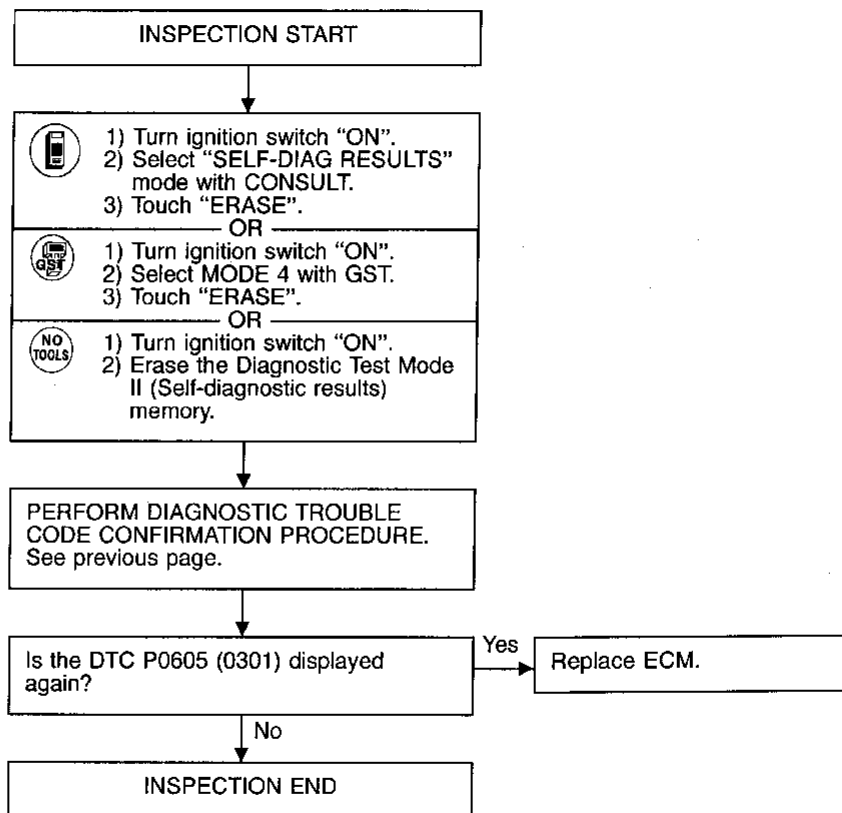 INSPECTION START
1) Turn ignition switch “ON”.
2) Select “SELF-DIAG RESULTS”
mode with CONSULT.
3) Touch “ERASE”.
OR
GST
1) Turn ignition switch “ON”.
2) Select MODE 4 with GST.
3) Touch “ERASE”.
OR
NO
TOOLS
1) Turn ignition switch “ON”.
2) Erase the Diagnostic Test Mode
II (Self-diagnostic results)
memory.
PERFORM DIAGNOSTIC TROUBLE
CODE CONFIRMATION PROCEDURE.
See previous page.
Is the DTC P0605 (0301) displayed
again?
Yes
Replace ECM.
No
INSPECTION END